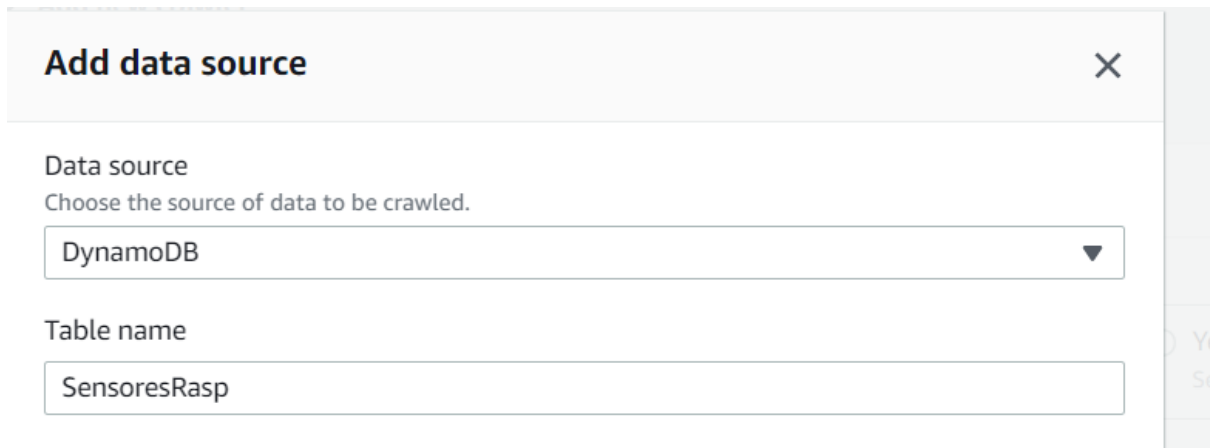 Add data source
Data source
Choose the source of data to be crawled.
DynamoDB
Table name
SensoresRasp